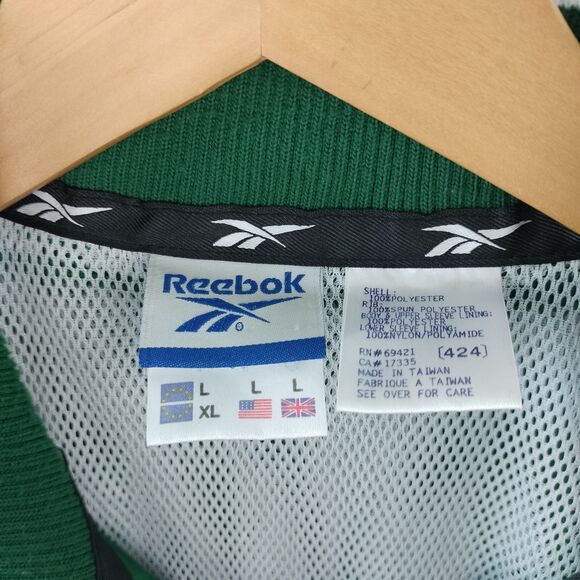 Reebok
L L L
XL
SHELL:
100%POLYESTER
RIB:
100%SPUN POLYESTER
BODY & UPPER SLEEVE LINING:
100%POLYESTER
LOWER SLEEVE LINING:
100%NYLON/POLYAMIDE
RN#69421 [424]
CA#17335
MADE IN TAIWAN
FABRIQUE A TAIWAN
SEE OVER FOR CARE